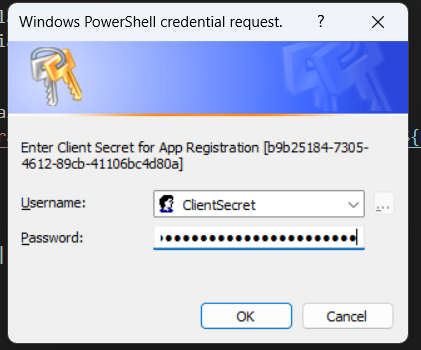 Windows PowerShell credential request.
?
Enter Client Secret for App Registration [b9b25184-7305-
4612-89cb-41106bc4d80a]
Username:
ClientSecret
...
Password:
●●●●●●●●●●●●●●●●●●●●●●
OK
Cancel